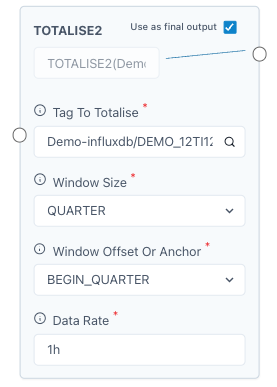 TOTALISE2
Use as final output
TOTALISE2(Dem
Tag To Totalise *
Demo-influxdb/DEMO_12TI12
Window Size *
QUARTER
Window Offset Or Anchor *
BEGIN_QUARTER
Data Rate *
1h